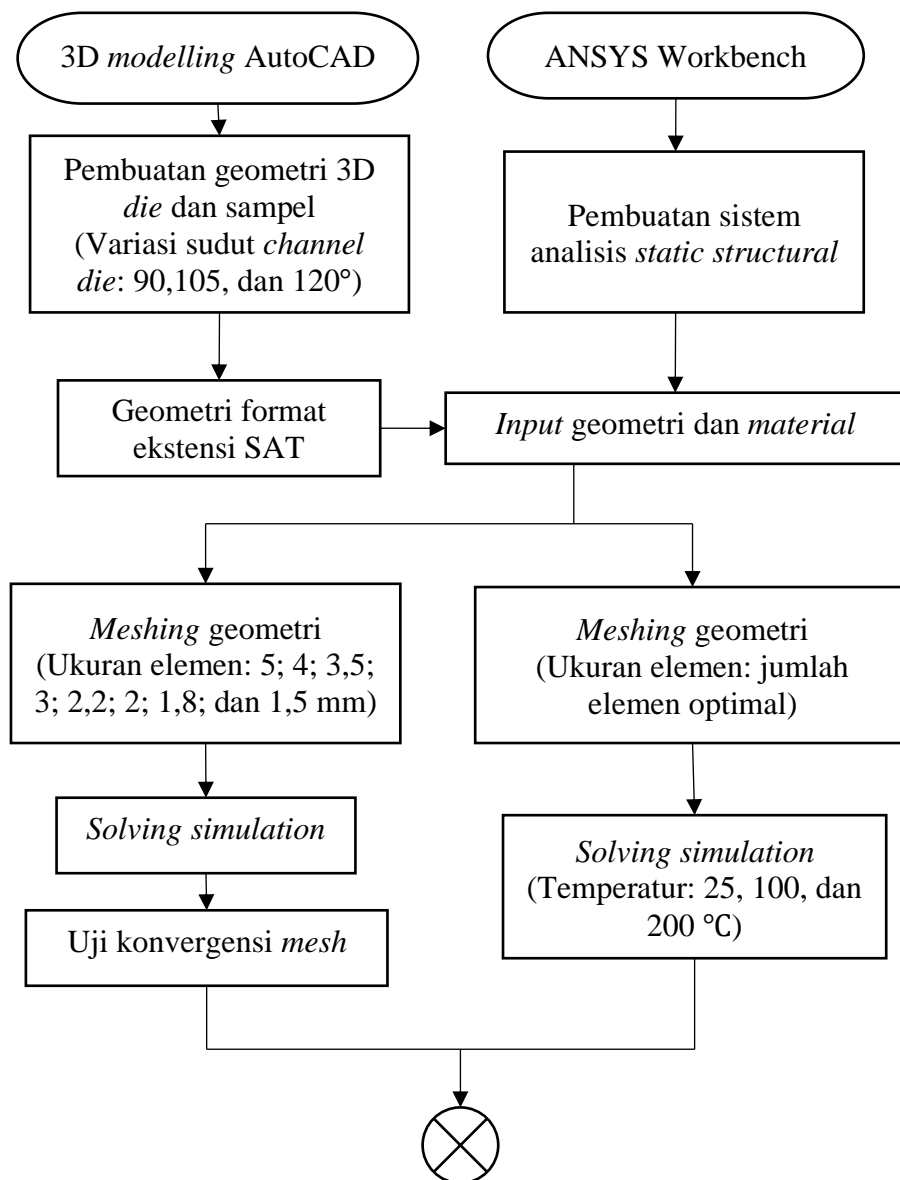 3D modelling AutoCAD
ANSYS Workbench
Pembuatan geometri 3D
die dan sampel
(Variasi sudut channel
die: 90,105, dan 120°)
Pembuatan sistem
analisis static structural
Geometri format
ekstensi SAT
Input geometri dan material
Meshing geometri
(Ukuran elemen: 5; 4; 3,5;
3; 2,2; 2; 1,8; dan 1,5 mm)
Meshing geometri
(Ukuran elemen: jumlah
elemen optimal)
Solving simulation
Solving simulation
(Temperatur: 25, 100, dan
200 °C)
Uji konvergensi mesh